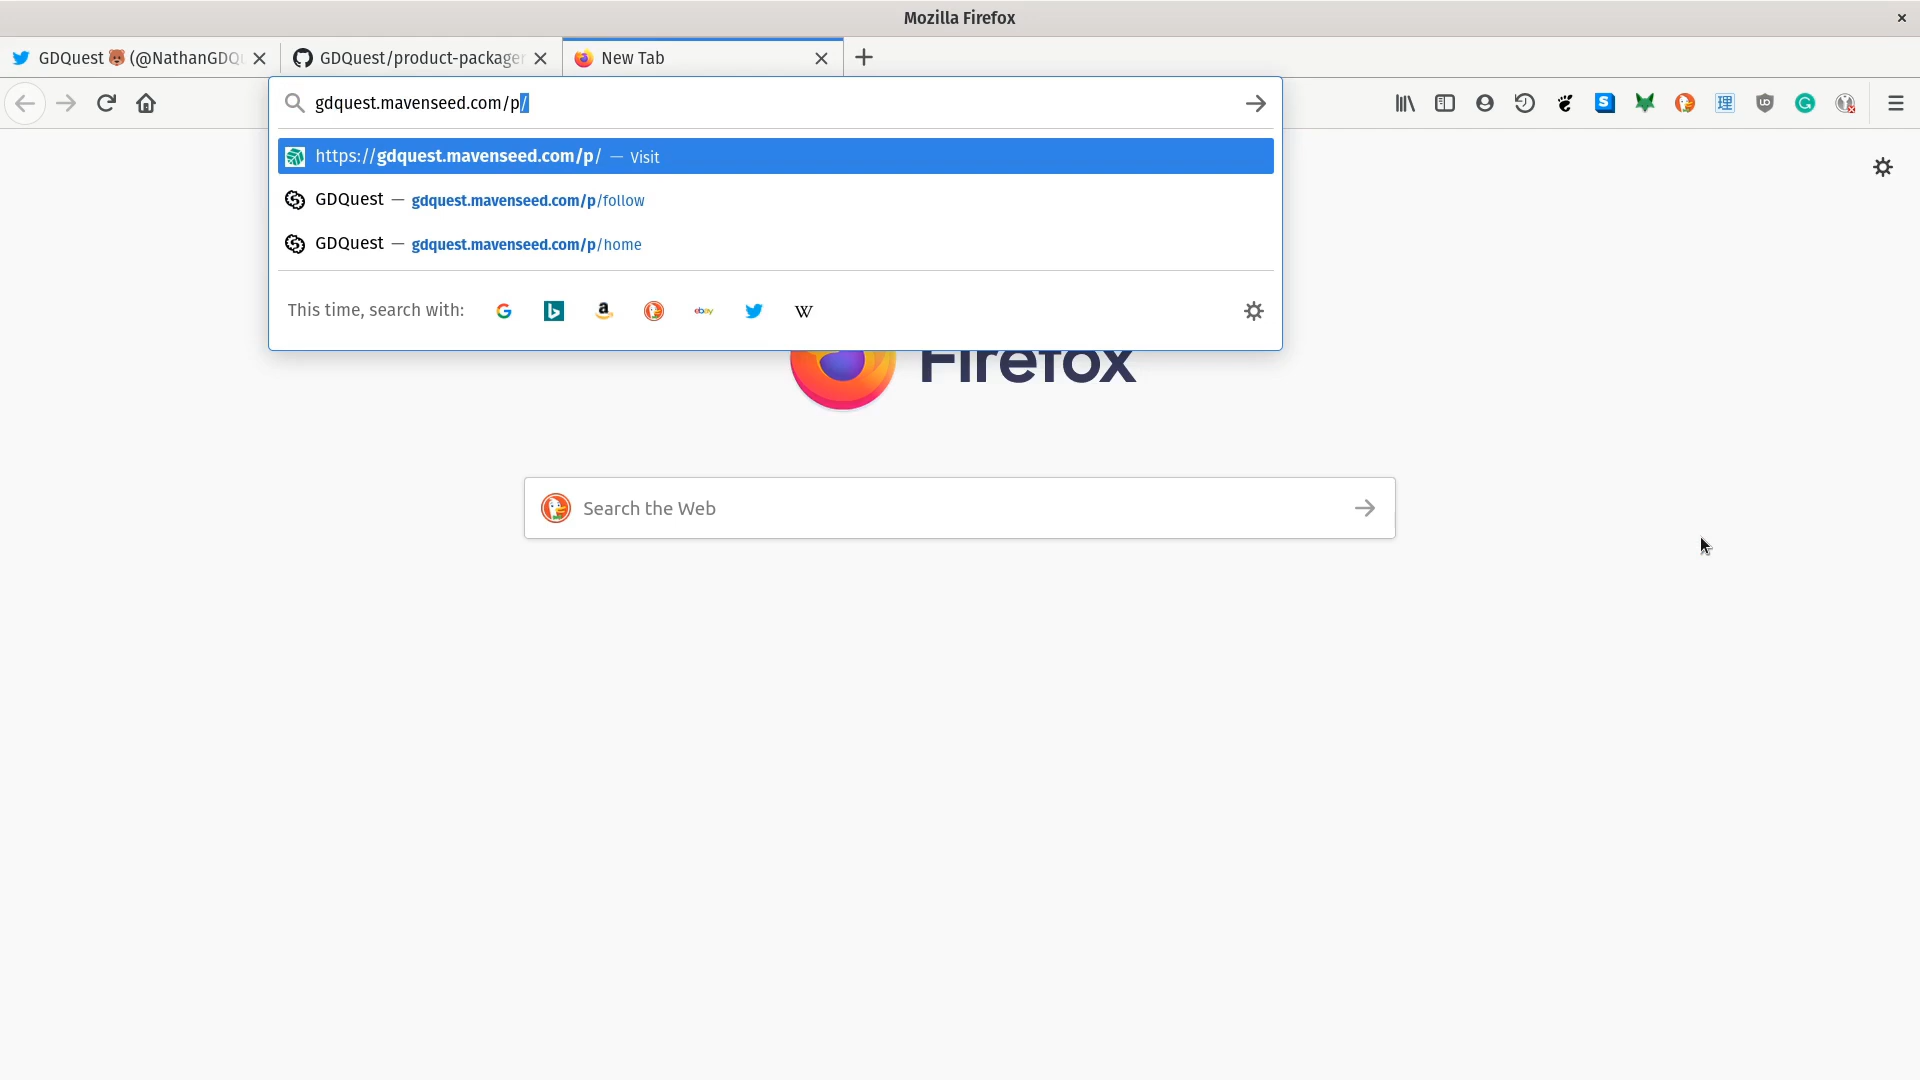 Mozilla Firefox
GDQuest 🐻 (@NathanGDQu
GDQuest/product-packager
New Tab
gdquest.mavenseed.com/p/
https://gdquest.mavenseed.com/p/ — Visit
GDQuest — gdquest.mavenseed.com/p/follow
GDQuest — gdquest.mavenseed.com/p/home
This time, search with:
Firefox
Search the Web